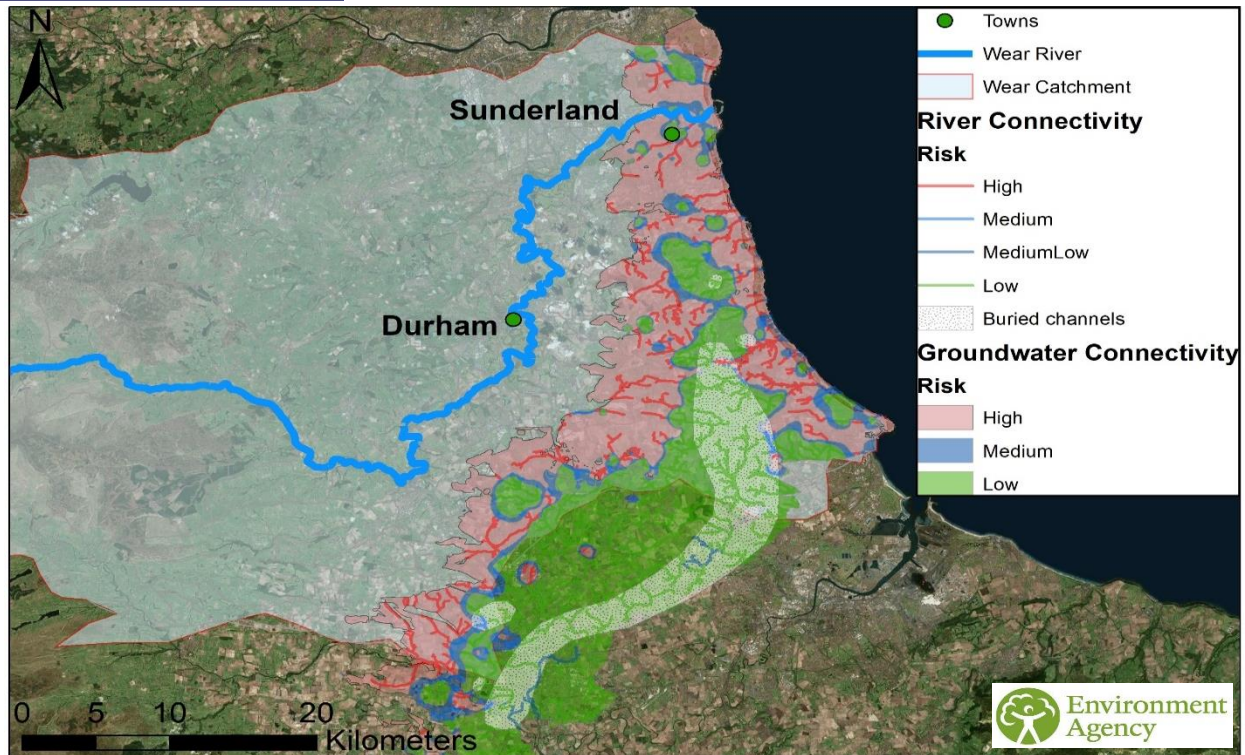 N
Sunderland
Durham
0 5 10 20
Kilometers
Towns
Wear River
Wear Catchment
River Connectivity
Risk
High
Medium
MediumLow
Low
Buried channels
Groundwater Connectivity
Risk
High
Medium
Low
Environment
Agency